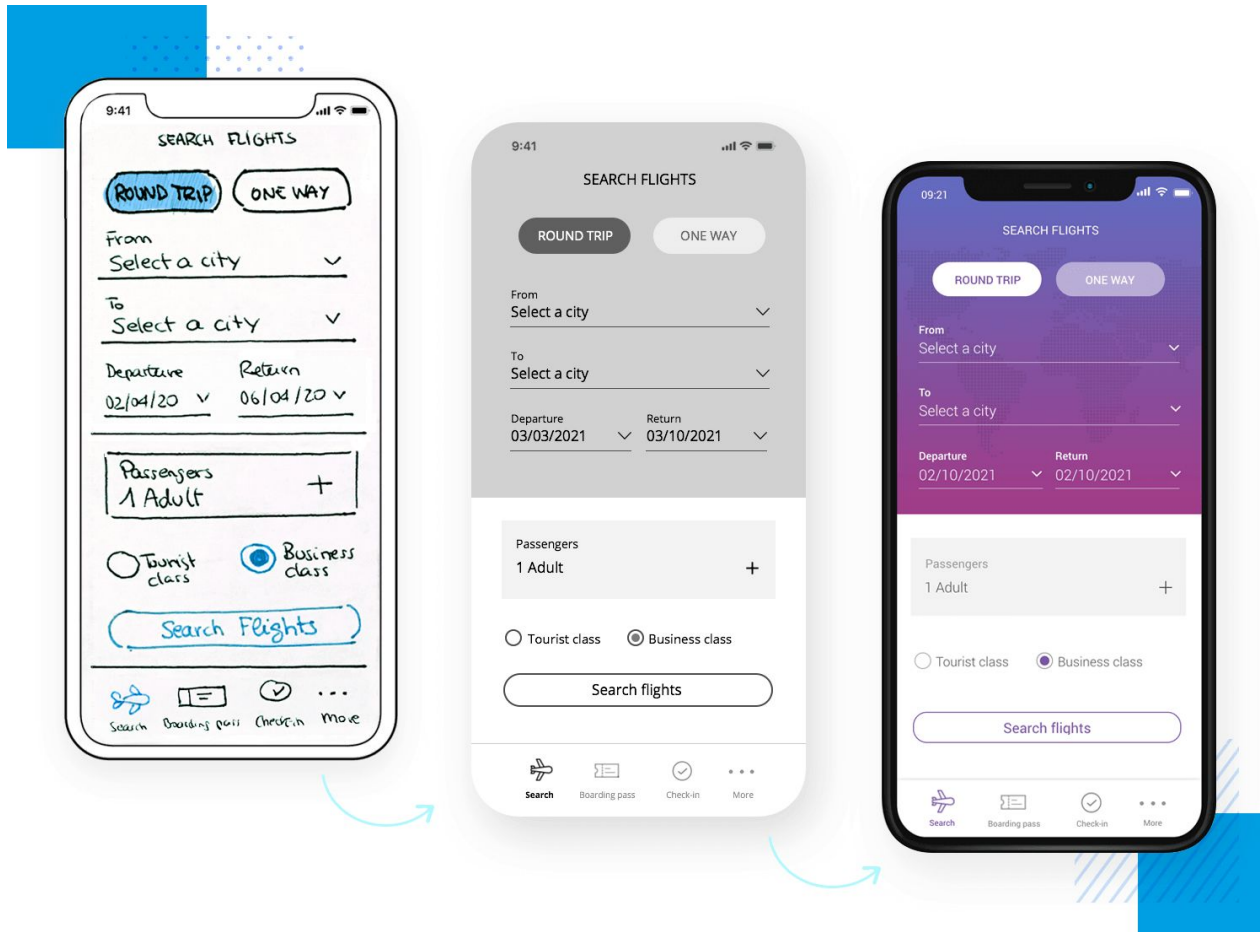 9:41
SEARCH FLIGHTS
ROUND TRIP ONE WAY
From
Select a city
To
Select a city
Departure Return
02/04/20 06/04/20
Passengers
1 Adult +
Tourist class Business class
Search Flights
Search Boarding pass Check-in More
9:41
SEARCH FLIGHTS
ROUND TRIP ONE WAY
From
Select a city
To
Select a city
Departure Return
03/03/2021 03/10/2021
Passengers
1 Adult +
Tourist class Business class
Search flights
Search Boarding pass Check-in More
09:21
SEARCH FLIGHTS
ROUND TRIP ONE WAY
From
Select a city
To
Select a city
Departure Return
02/10/2021 02/10/2021
Passengers
1 Adult +
Tourist class Business class
Search flights
Search Boarding pass Check-in More